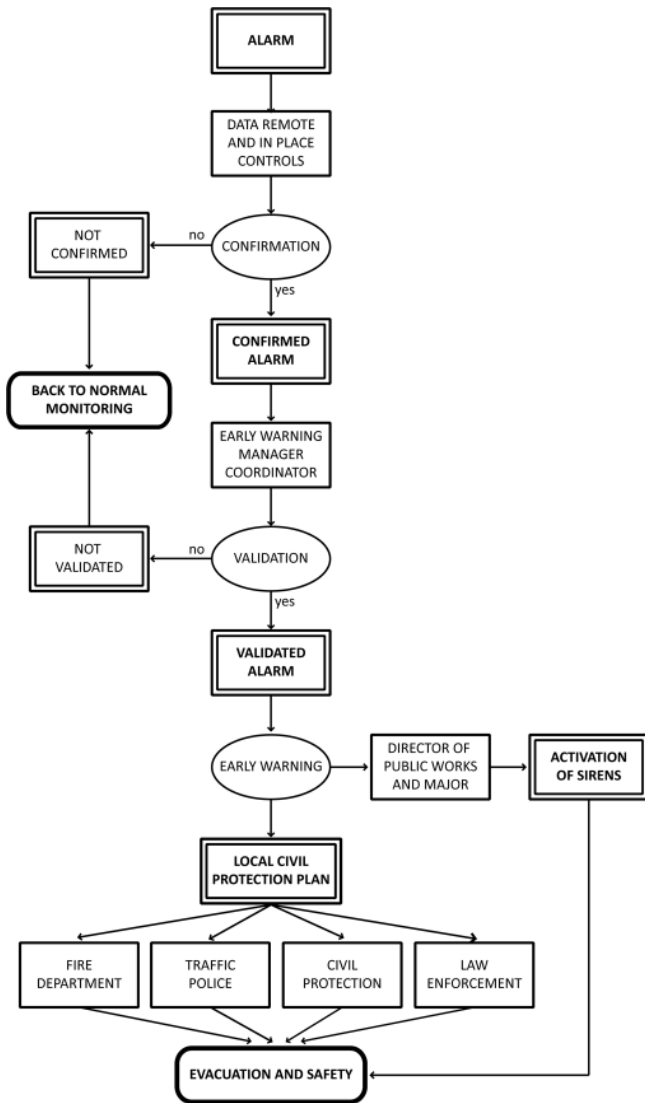 ALARM
DATA REMOTE
AND IN PLACE
CONTROLS
NOT
CONFIRMED
no
CONFIRMATION
yes
CONFIRMED
ALARM
BACK TO NORMAL
MONITORING
EARLY WARNING
MANAGER
COORDINATOR
NOT
VALIDATED
no
VALIDATION
yes
VALIDATED
ALARM
EARLY WARNING
DIRECTOR OF
PUBLIC WORKS
AND MAJOR
ACTIVATION
OF SIRENS
LOCAL CIVIL
PROTECTION PLAN
FIRE
DEPARTMENT
TRAFFIC
POLICE
CIVIL
PROTECTION
LAW
ENFORCEMENT
EVACUATION AND SAFETY